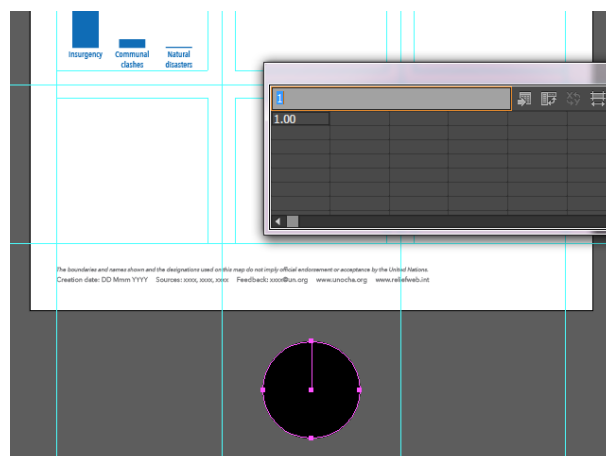 Insurgency Communal clashes Natural disasters
1
1.00
The boundaries and names shown and the designations used on this map do not imply official endorsement or acceptance by the United Nations.
Creation date: DD Mmm YYYY Sources: xxxx, xxxx, xxxx Feedback: xxxx@un.org www.unocha.org www.reliefweb.int